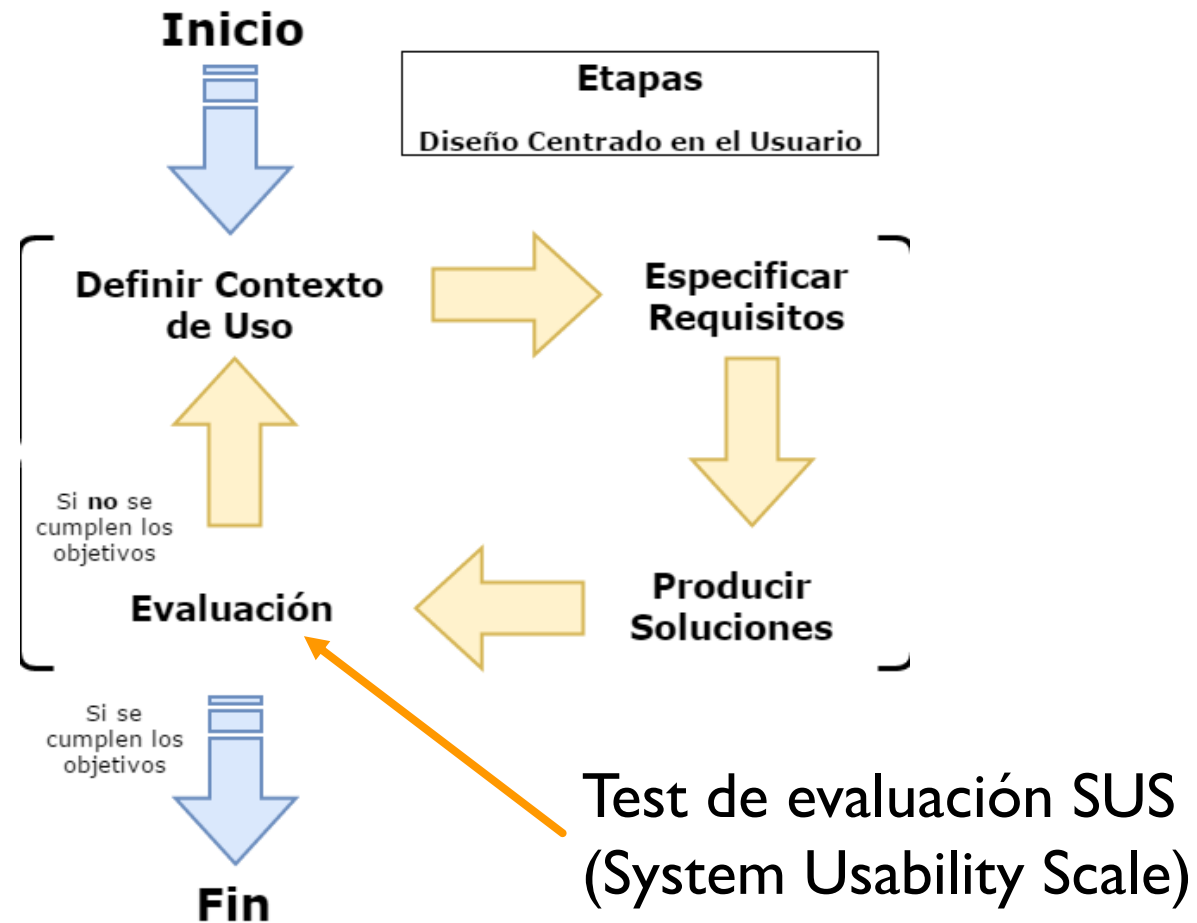 Inicio
Etapas
Diseño Centrado en el Usuario
Definir Contexto
de Uso
Especificar
Requisitos
Si no se
cumplen los
objetivos
Evaluación
Producir
Soluciones
Si se
cumplen los
objetivos
Test de evaluación SUS
(System Usability Scale)
Fin